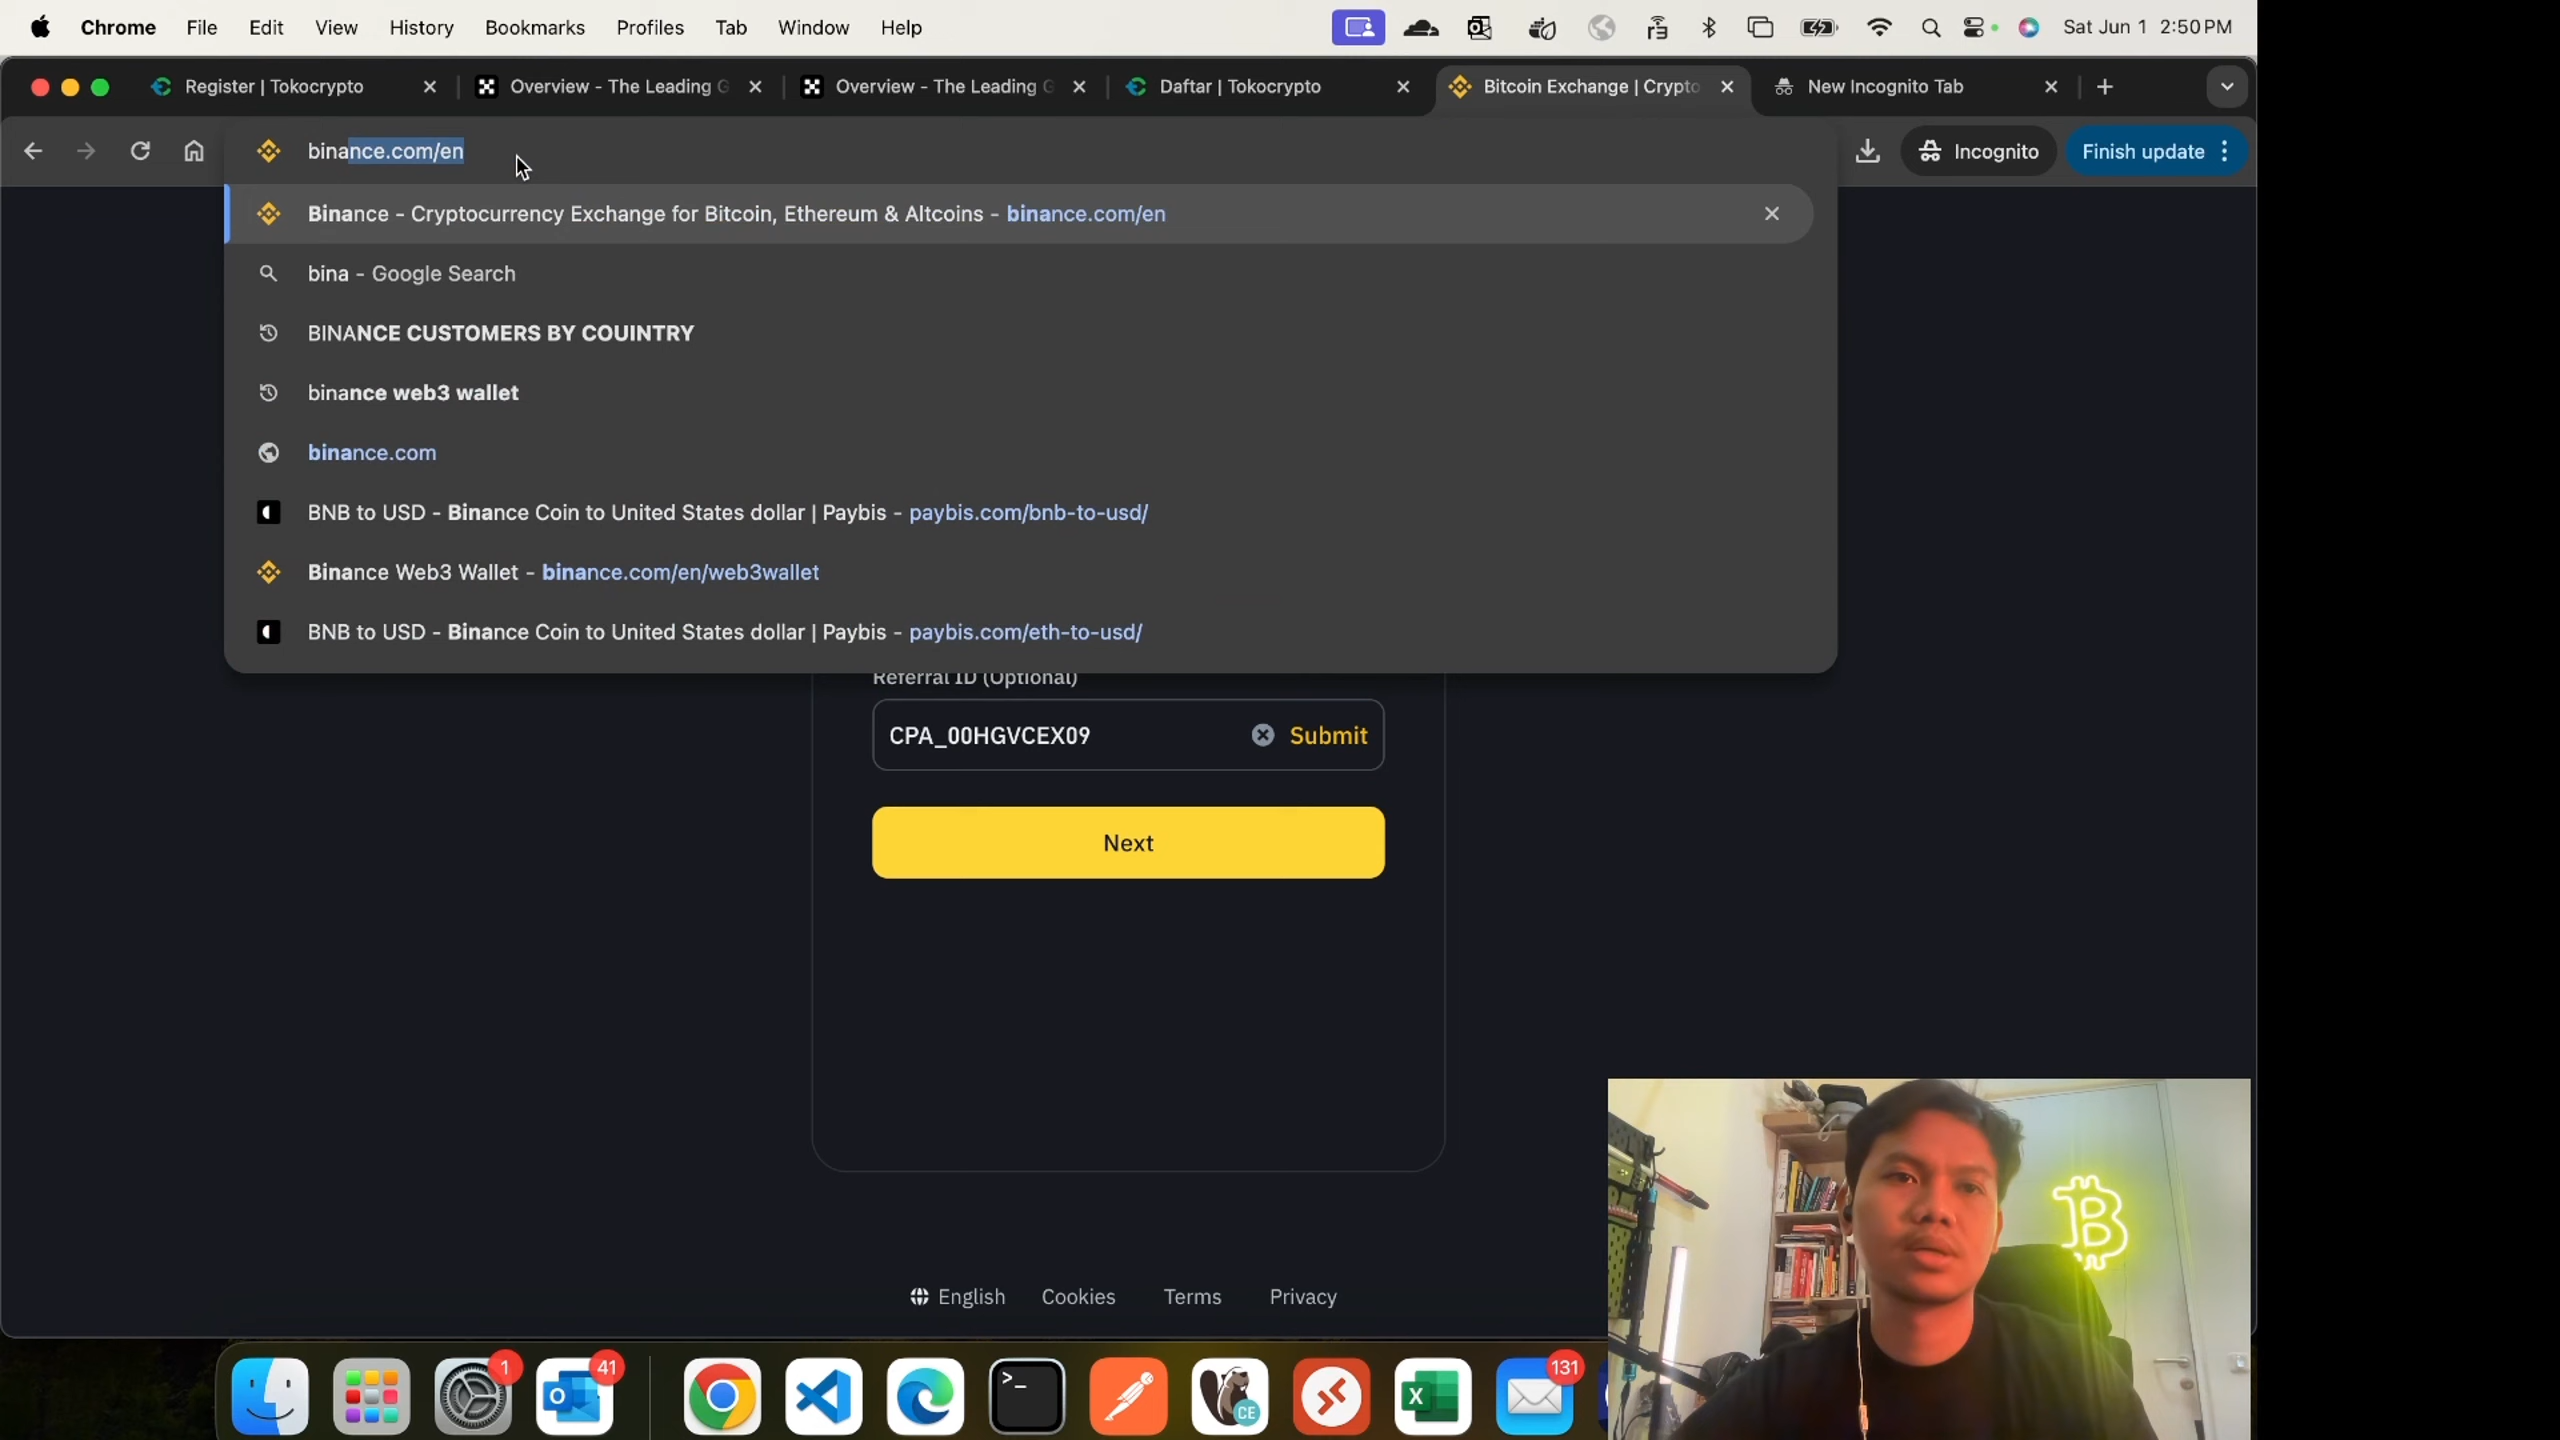 Chrome File Edit View History Bookmarks Profiles Tab Window Help Sat Jun 1 2:50 PM
Register | Tokocrypto Overview - The Leading G Overview - The Leading G Daftar | Tokocrypto Bitcoin Exchange | Crypto New Incognito Tab
binance.com/en Incognito Finish update
Binance - Cryptocurrency Exchange for Bitcoin, Ethereum & Altcoins - binance.com/en
bina - Google Search
BINANCE CUSTOMERS BY COUINTRY
binance web3 wallet
binance.com
BNB to USD - Binance Coin to United States dollar | Paybis - paybis.com/bnb-to-usd/
Binance Web3 Wallet - binance.com/en/web3wallet
BNB to USD - Binance Coin to United States dollar | Paybis - paybis.com/eth-to-usd/
Referral ID (Optional)
CPA_00HGVCEX09 Submit
Next
English Cookies Terms Privacy
1 41 131
CE